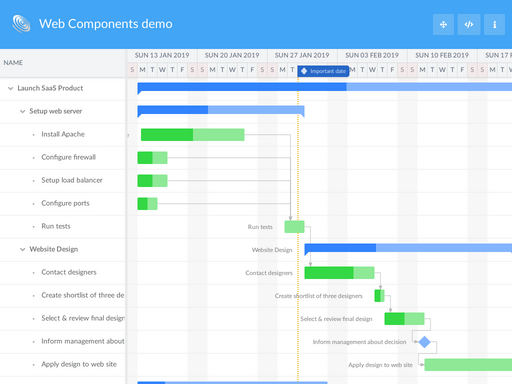 Web Components demo
NAME
SUN 13 JAN 2019 SUN 20 JAN 2019 SUN 27 JAN 2019 SUN 03 FEB 2019 SUN 10 FEB 2019 SUN 17 F
S M T W T F S S M T W T F S S M T W T F S S M T W T F S S M T W T F S S M T
Important date
Launch SaaS Product
Setup web server
Install Apache
Configure firewall
Setup load balancer
Configure ports
Run tests Run tests
Website Design Website Design
Contact designers Contact designers
Create shortlist of three de Create shortlist of three designers
Select & review final design Select & review final design
Inform management about Inform management about decision
Apply design to web site Apply design to web site